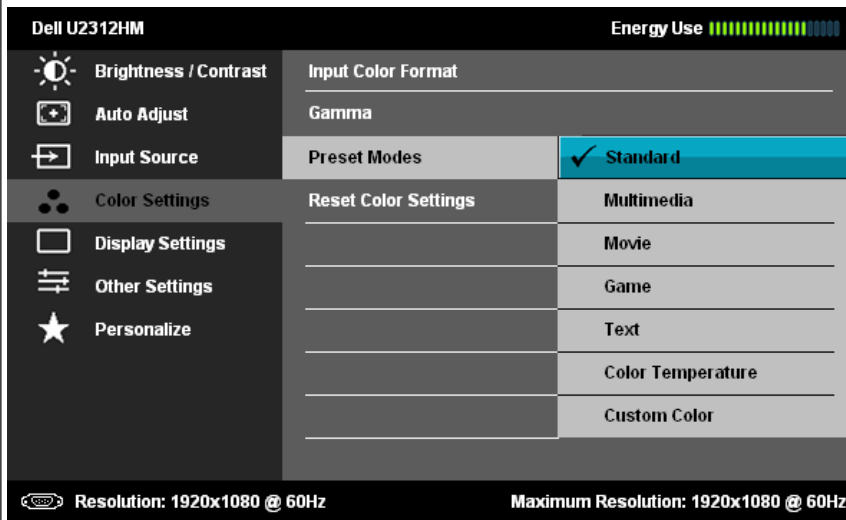 Dell U2312HM Energy Use
Brightness / Contrast Input Color Format
Auto Adjust Gamma
Input Source Preset Modes Standard
Color Settings Reset Color Settings Multimedia
Display Settings Movie
Other Settings Game
Personalize Text
Color Temperature
Custom Color
Resolution: 1920x1080 @ 60Hz Maximum Resolution: 1920x1080 @ 60Hz